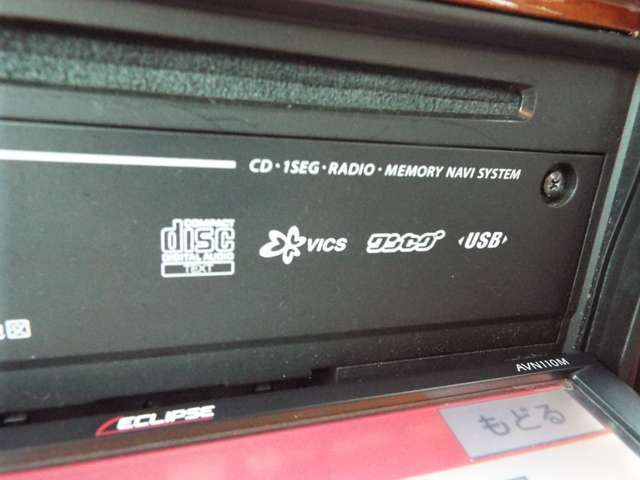 CD・1SEG・RADIO・MEMORY NAVI SYSTEM
COMPACT
disc
DIGITAL AUDIO
TEXT
VICS
ワンセグ
USB
AVN110M
ECLIPSE
もどる